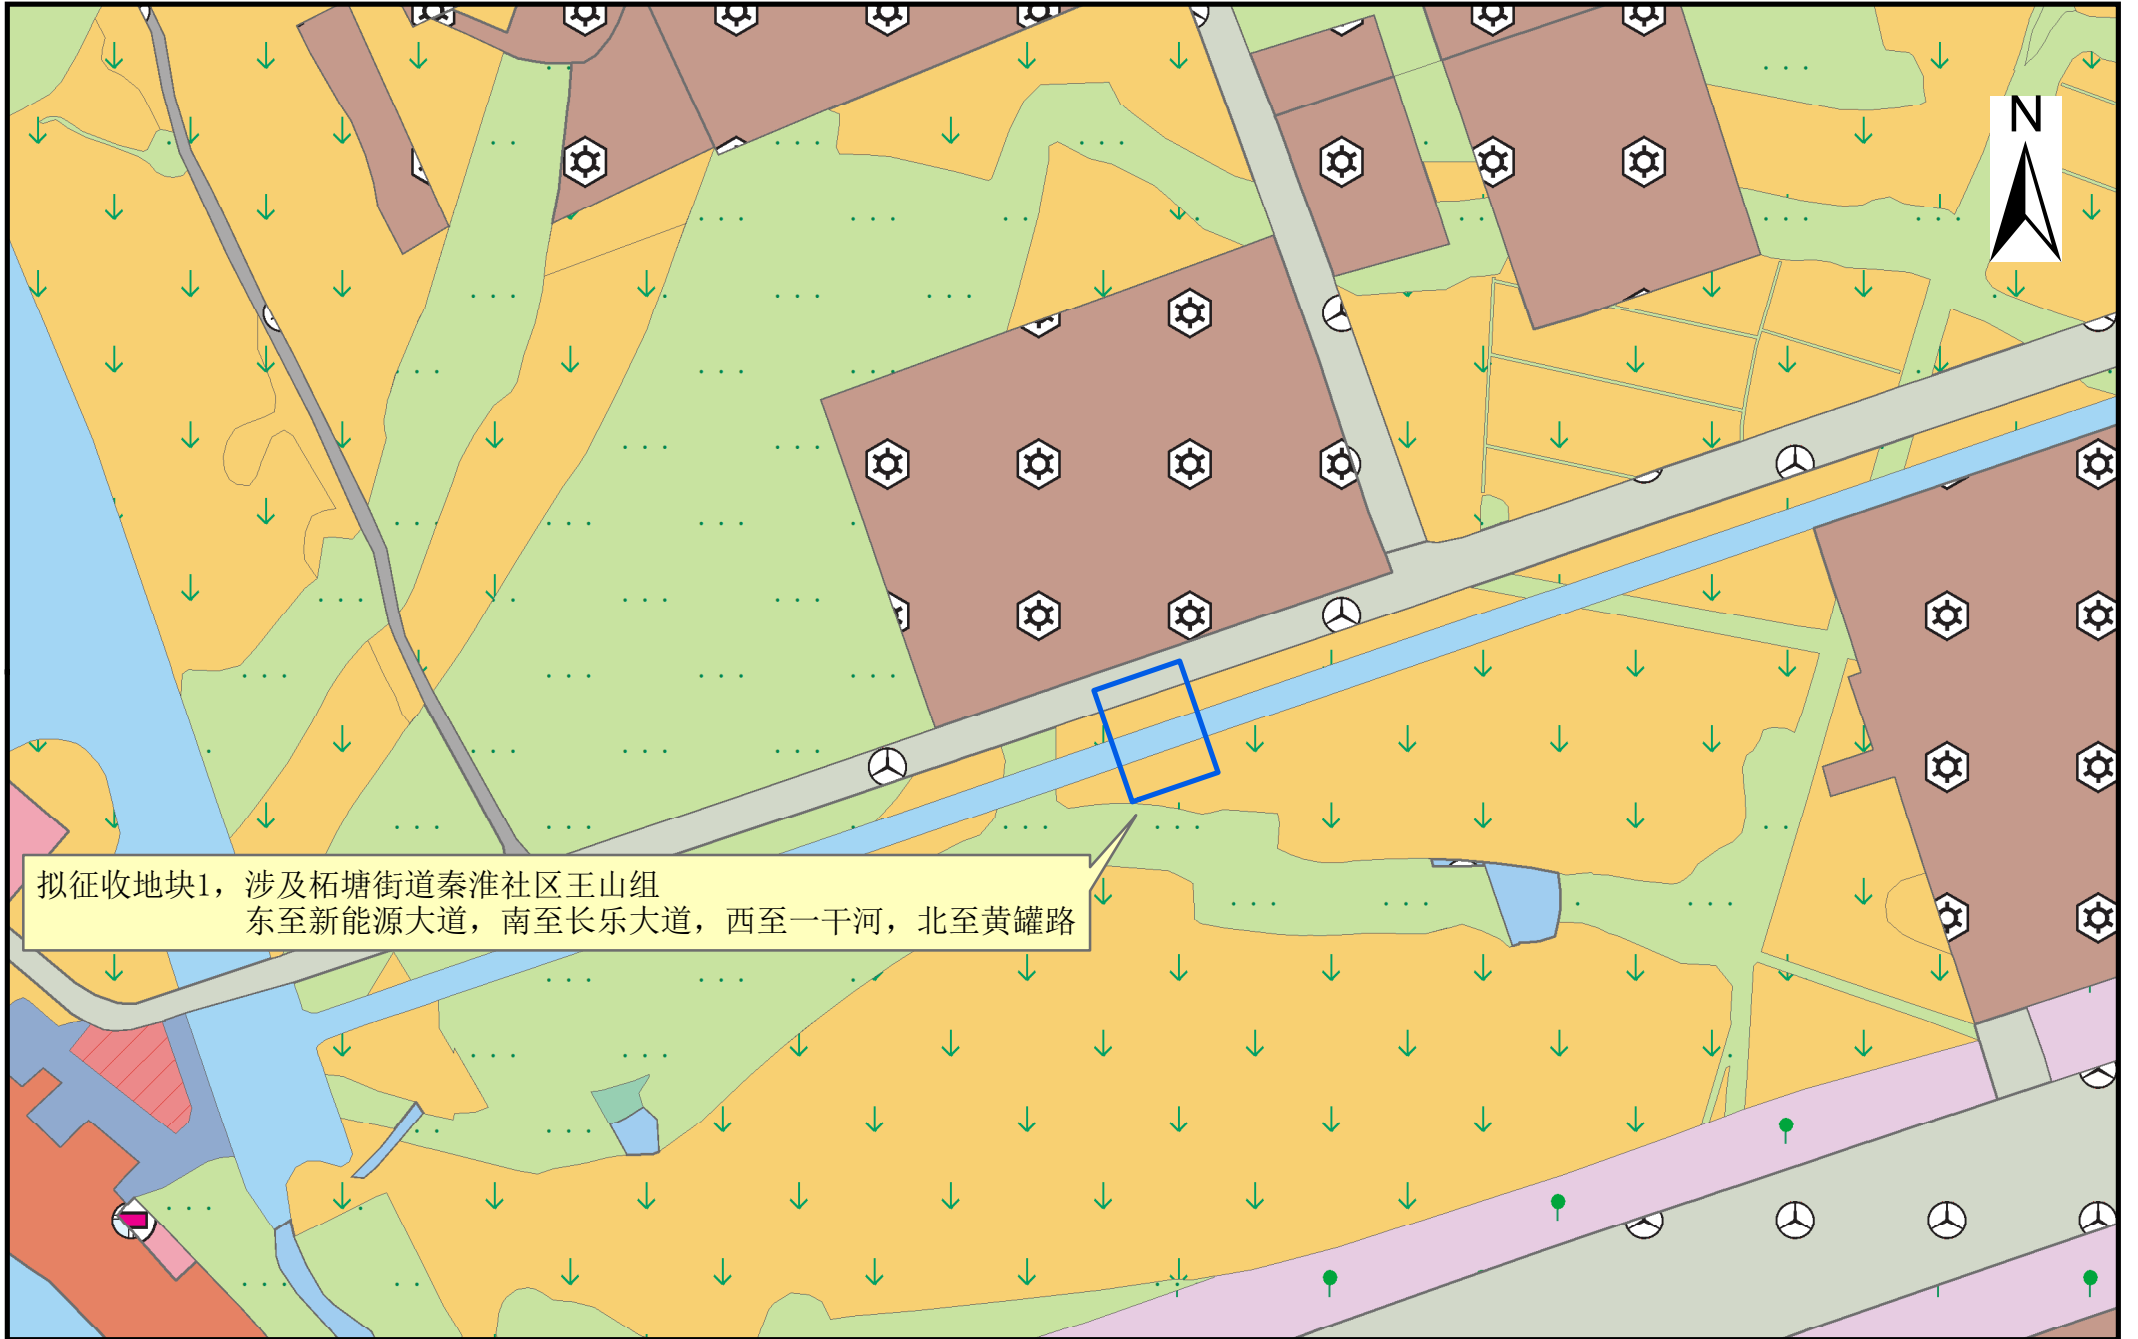 N
拟征收地块1，涉及柘塘街道秦淮社区王山组
东至新能源大道，南至长乐大道，西至一干河，北至黄罐路